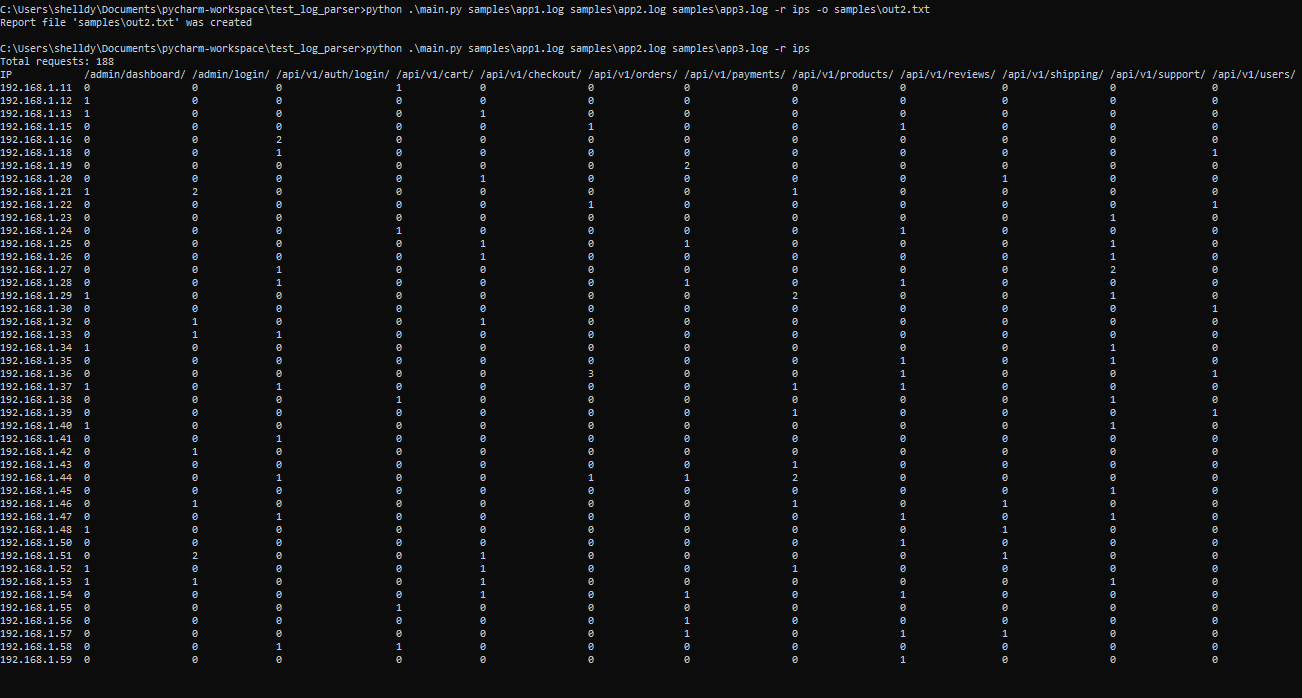 C:\Users\shelldy\Documents\pycharm-workspace\test_log_parser>python .\main.py samples\app1.log samples\app2.log samples\app3.log -r ips -o samples\out2.txt
Report file 'samples\out2.txt' was created
C:\Users\shelldy\Documents\pycharm-workspace\test_log_parser>python .\main.py samples\app1.log samples\app2.log samples\app3.log -r ips
Total requests: 188
IP /admin/dashboard/ /admin/login/ /api/v1/auth/login/ /api/v1/cart/ /api/v1/checkout/ /api/v1/orders/ /api/v1/payments/ /api/v1/products/ /api/v1/reviews/ /api/v1/shipping/ /api/v1/support/ /api/v1/users/
192.168.1.11 0 0 0 1 0 0 0 0 0 0 0 0
192.168.1.12 1 0 0 0 0 0 0 0 0 0 0 0
192.168.1.13 1 0 0 0 1 0 0 0 0 0 0 0
192.168.1.15 0 0 0 0 0 1 0 0 1 0 0 0
192.168.1.16 0 0 2 0 0 0 0 0 0 0 0 0
192.168.1.18 0 0 1 0 0 0 0 0 0 0 0 1
192.168.1.19 0 0 0 0 0 0 2 0 0 0 0 0
192.168.1.20 0 0 0 0 1 0 0 0 0 1 0 0
192.168.1.21 1 2 0 0 0 0 0 1 0 0 0 0
192.168.1.22 0 0 0 0 0 1 0 0 0 0 0 1
192.168.1.23 0 0 0 0 0 0 0 0 0 0 1 0
192.168.1.24 0 0 0 1 0 0 0 0 1 0 0 0
192.168.1.25 0 0 0 0 1 0 1 0 0 0 1 0
192.168.1.26 0 0 0 0 1 0 0 0 0 0 1 0
192.168.1.27 0 0 1 0 0 0 0 0 0 0 2 0
192.168.1.28 0 0 1 0 0 0 1 0 1 0 0 0
192.168.1.29 1 0 0 0 0 0 0 2 0 0 1 0
192.168.1.30 0 0 0 0 0 0 0 0 0 0 0 1
192.168.1.32 0 1 0 0 1 0 0 0 0 0 0 0
192.168.1.33 0 1 1 0 0 0 0 0 0 0 0 0
192.168.1.34 1 0 0 0 0 0 0 0 0 0 1 0
192.168.1.35 0 0 0 0 0 0 0 0 1 0 1 0
192.168.1.36 0 0 0 0 0 3 0 0 1 0 0 1
192.168.1.37 1 0 1 0 0 0 0 1 1 0 0 0
192.168.1.38 0 0 0 1 0 0 0 0 0 0 1 0
192.168.1.39 0 0 0 0 0 0 0 1 0 0 0 1
192.168.1.40 1 0 0 0 0 0 0 0 0 0 1 0
192.168.1.41 0 0 1 0 0 0 0 0 0 0 0 0
192.168.1.42 0 1 0 0 0 0 0 0 0 0 0 0
192.168.1.43 0 0 0 0 0 0 0 1 0 0 0 0
192.168.1.44 0 0 1 0 0 1 1 2 0 0 0 0
192.168.1.45 0 0 0 0 0 0 0 0 0 0 1 0
192.168.1.46 0 1 0 0 0 0 0 1 0 1 0 0
192.168.1.47 0 0 1 0 0 0 0 0 1 0 1 0
192.168.1.48 1 0 0 0 0 0 0 0 0 1 0 0
192.168.1.50 0 0 0 0 0 0 0 0 1 0 0 0
192.168.1.51 0 2 0 0 1 0 0 0 0 1 0 0
192.168.1.52 1 0 0 0 1 0 0 1 0 0 0 0
192.168.1.53 1 1 0 0 1 0 0 0 0 0 1 0
192.168.1.54 0 0 0 0 1 0 1 0 1 0 0 0
192.168.1.55 0 0 0 1 0 0 0 0 0 0 0 0
192.168.1.56 0 0 0 0 0 0 1 0 0 0 0 0
192.168.1.57 0 0 0 0 0 0 1 0 1 1 0 0
192.168.1.58 0 0 1 1 0 0 0 0 0 0 0 0
192.168.1.59 0 0 0 0 0 0 0 0 1 0 0 0